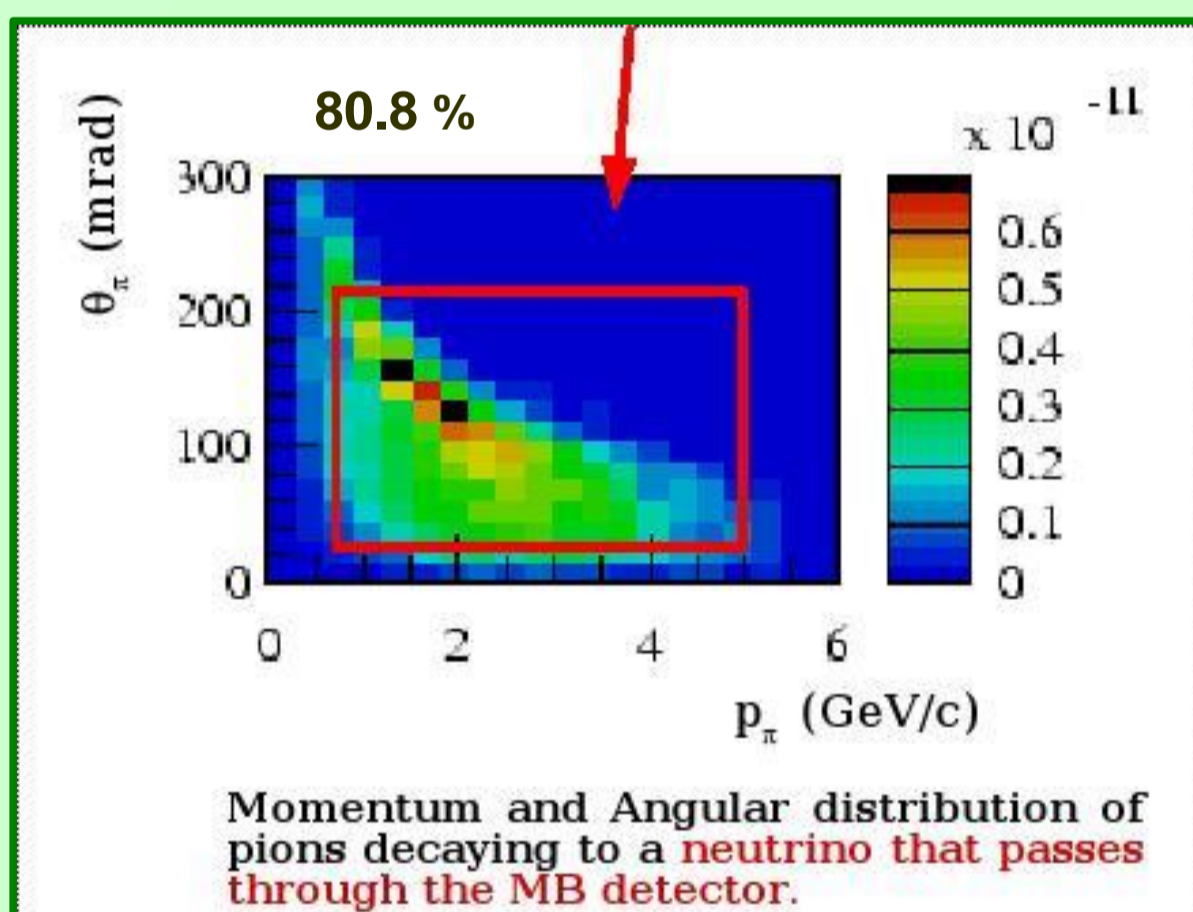 80.8 %
x 10 -11
θπ (mrad)
300
200
100
0
0.6
0.5
0.4
0.3
0.2
0.1
0
0 2 4 6
pπ (GeV/c)
Momentum and Angular distribution of
pions decaying to a neutrino that passes
through the MB detector.